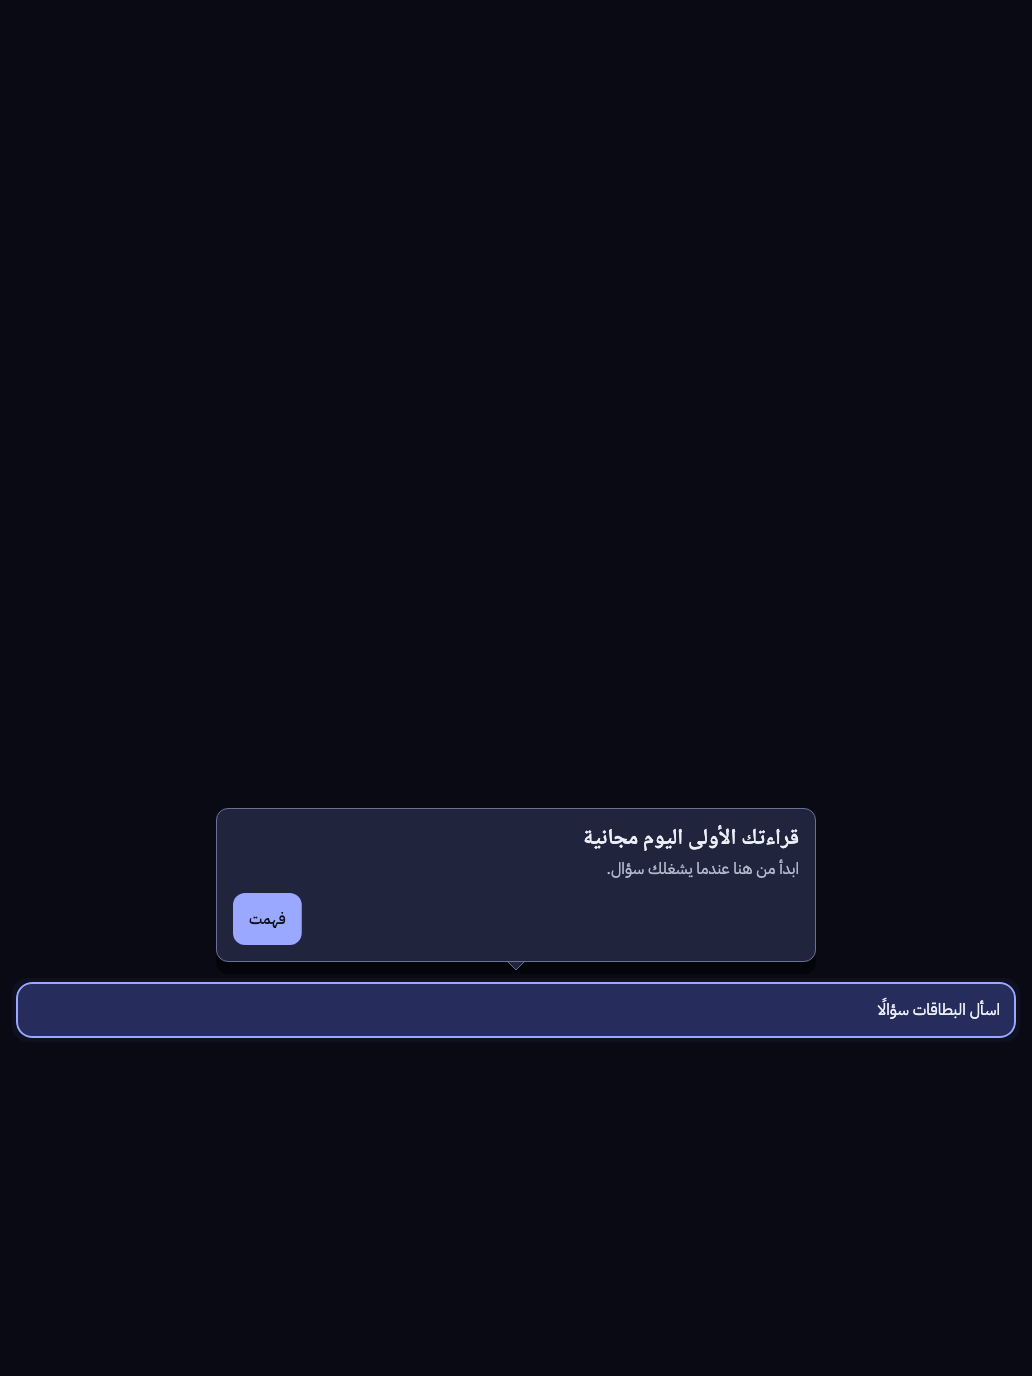 قراءتك الأولى اليوم مجانية
ابدأ من هنا عندما يشغلك سؤال.
فهمت
اسأل البطاقات سؤالًا